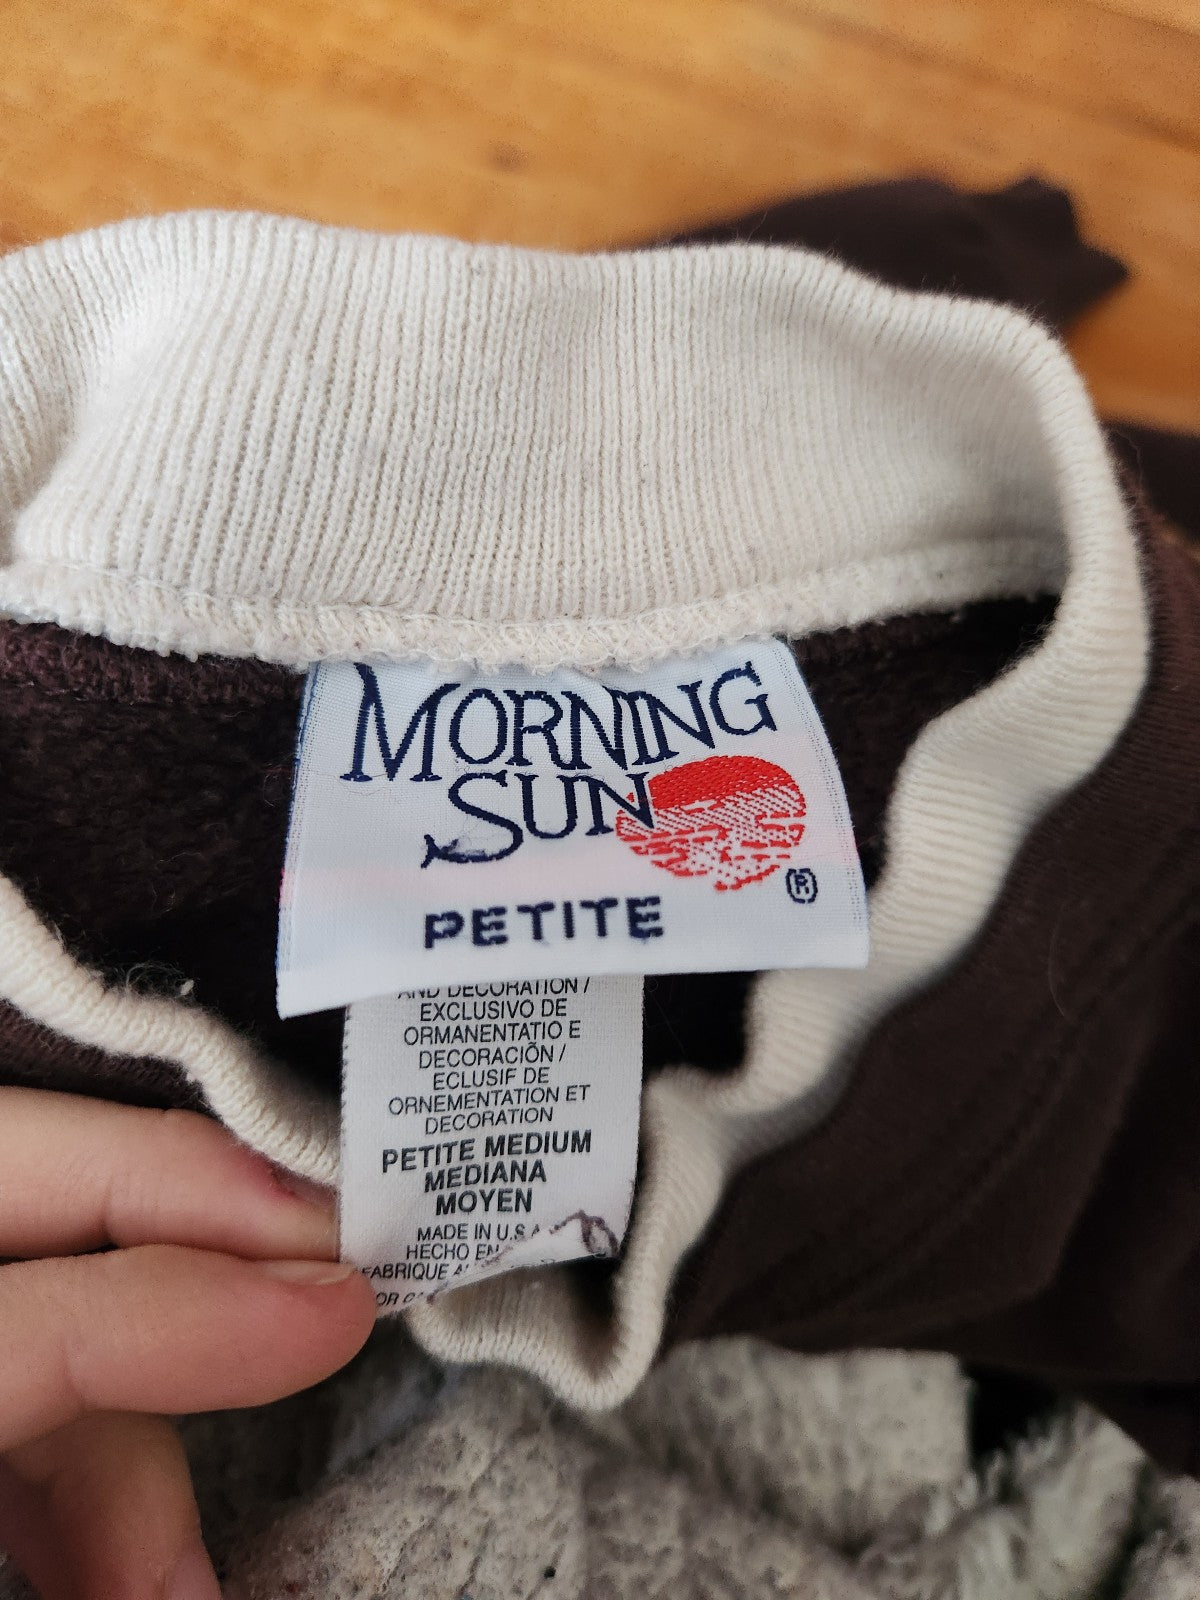 MORNING
SUN
®
PETITE
AND DECORATION /
EXCLUSIVO DE
ORMANENTATIO E
DECORACIÕN /
ECLUSIF DE
ORNEMENTATION ET
DECORATION
PETITE MEDIUM
MEDIANA
MOYEN
MADE IN U.S.A
HECHO EN
FABRIQUE